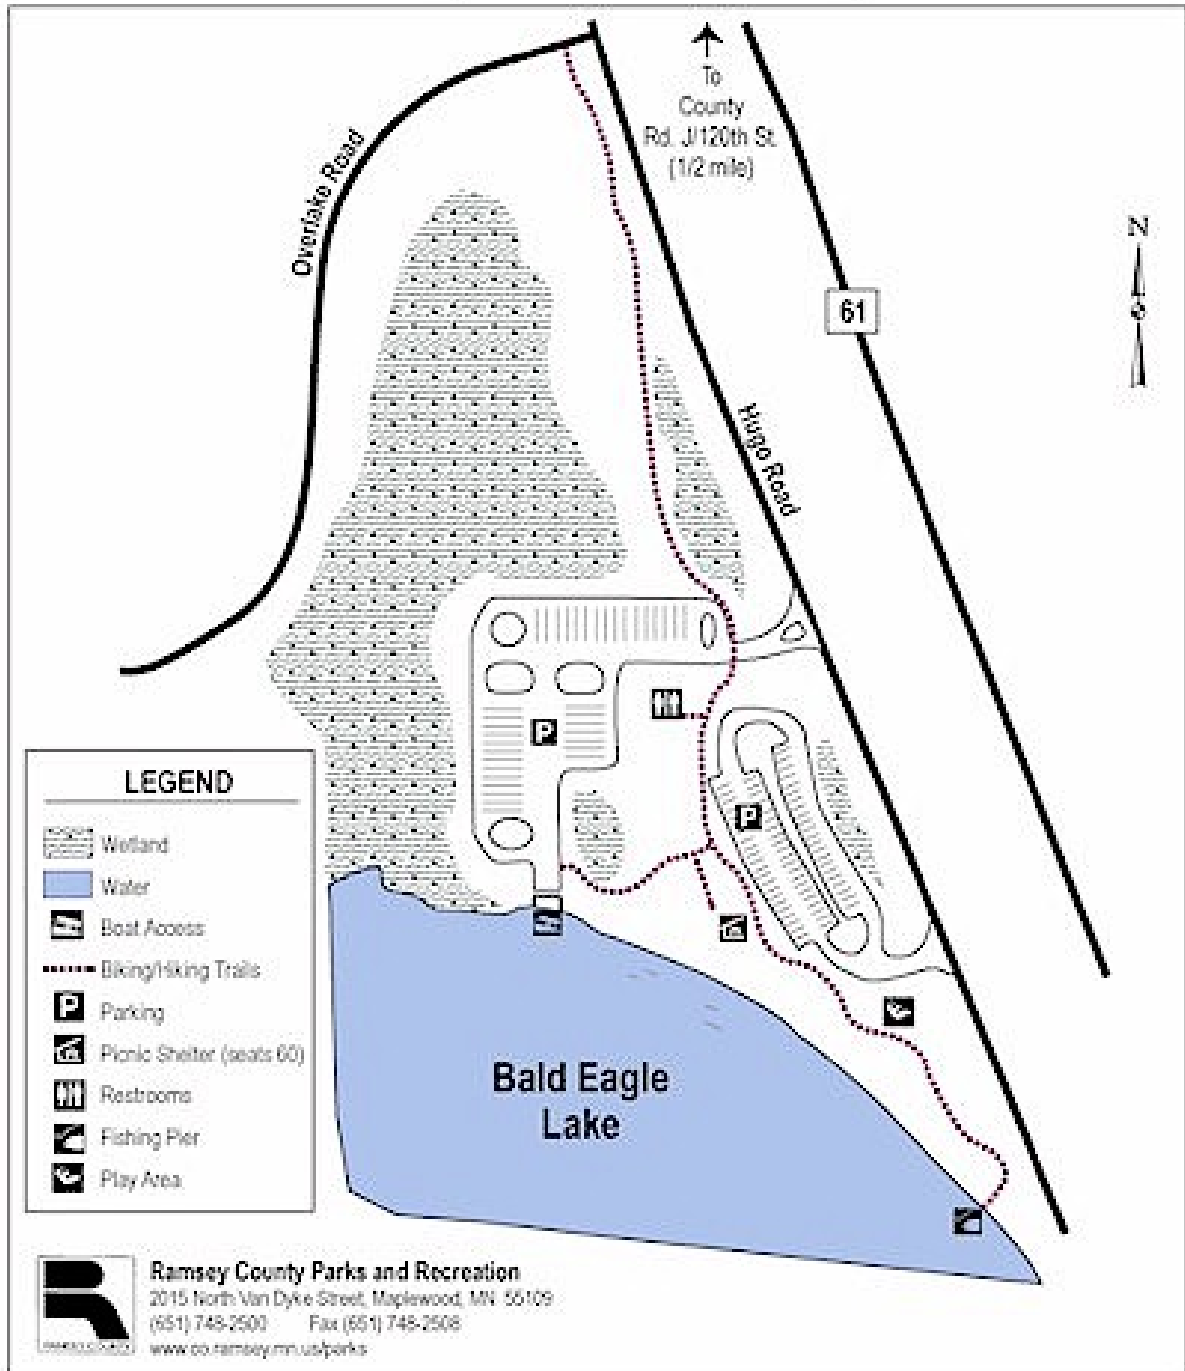 To
County
Rd. J/120th St.
(1/2 mile)
Overlake Road
N
61
Hugo Road
P
P
LEGEND
Wetland
Water
Boat Access
Biking/Hiking Trails
P
Parking
Picnic Shelter (seats 60)
Restrooms
Fishing Pier
Play Area
Bald Eagle
Lake
Ramsey County Parks and Recreation
2015 North Van Dyke Street, Maplewood, MN 55109
(651) 748-2500 Fax (651) 748-2508
www.co.ramsey.mn.us/parks
RAMSEY COUNTY